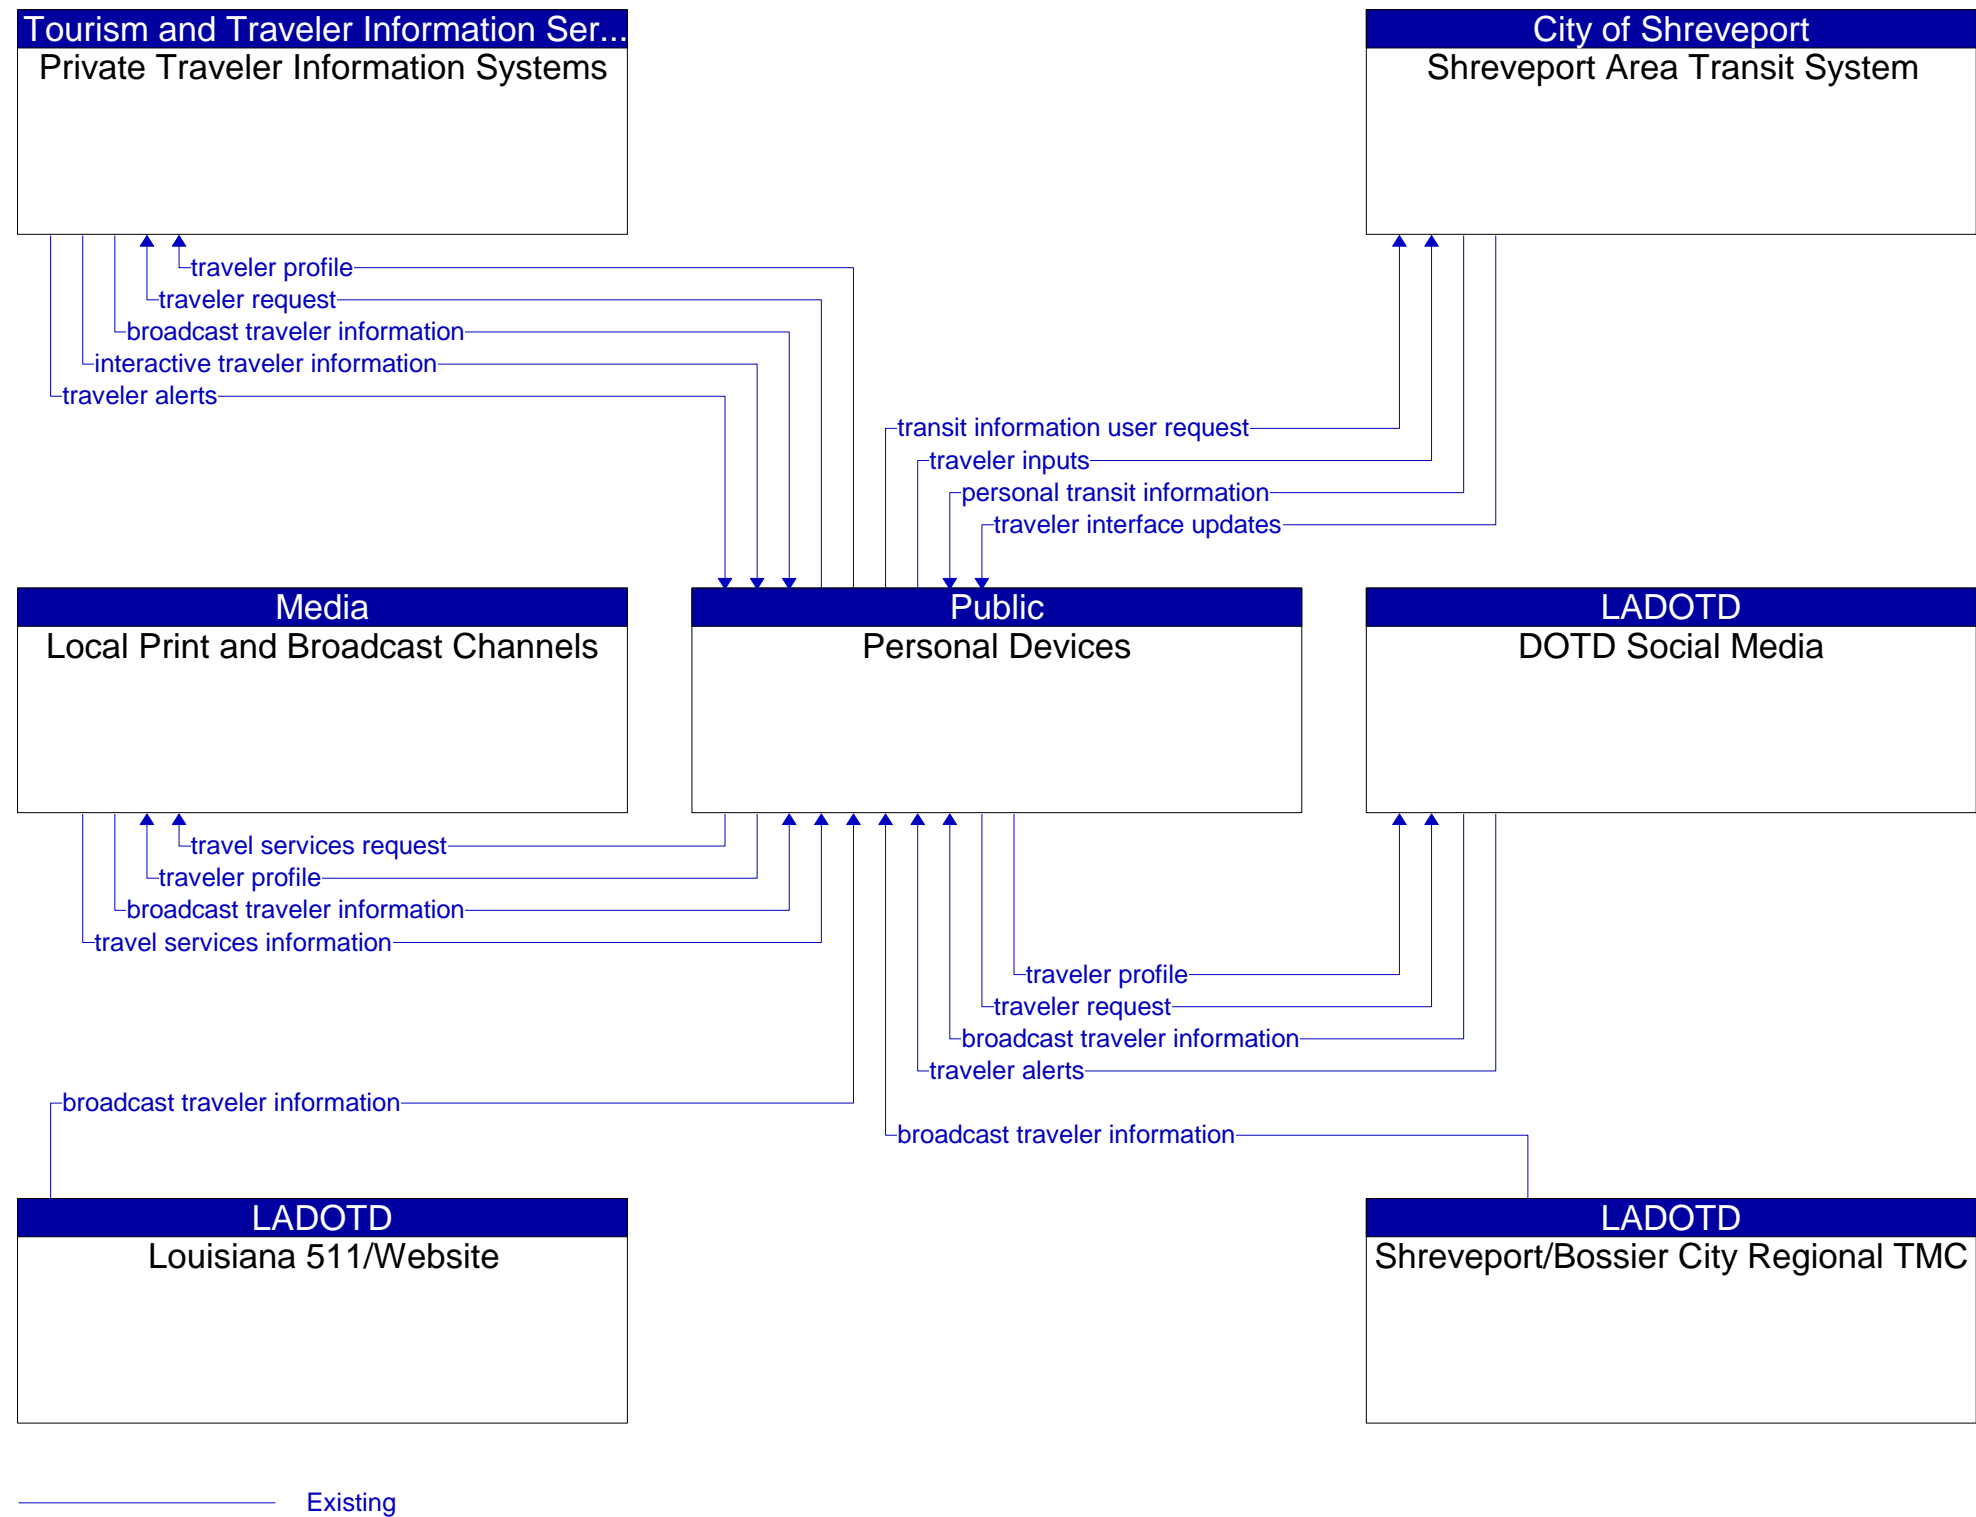 Tourism and Traveler Information Ser...
Private Traveler Information Systems
City of Shreveport
Shreveport Area Transit System
traveler profile
traveler request
broadcast traveler information
interactive traveler information
traveler alerts
transit information user request
traveler inputs
personal transit information
traveler interface updates
Media
Local Print and Broadcast Channels
Public
Personal Devices
LADOTD
DOTD Social Media
travel services request
traveler profile
broadcast traveler information
travel services information
traveler profile
traveler request
broadcast traveler information
traveler alerts
broadcast traveler information
broadcast traveler information
LADOTD
Louisiana 511/Website
LADOTD
Shreveport/Bossier City Regional TMC
Existing